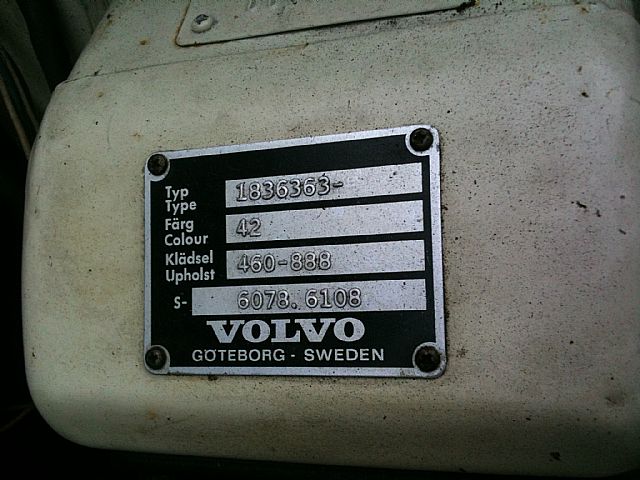 Typ
Type 1836363-
Färg
Colour 42
Klädsel
Upholst 460-888
S- 6078.6108
VOLVO
GÖTEBORG - SWEDEN